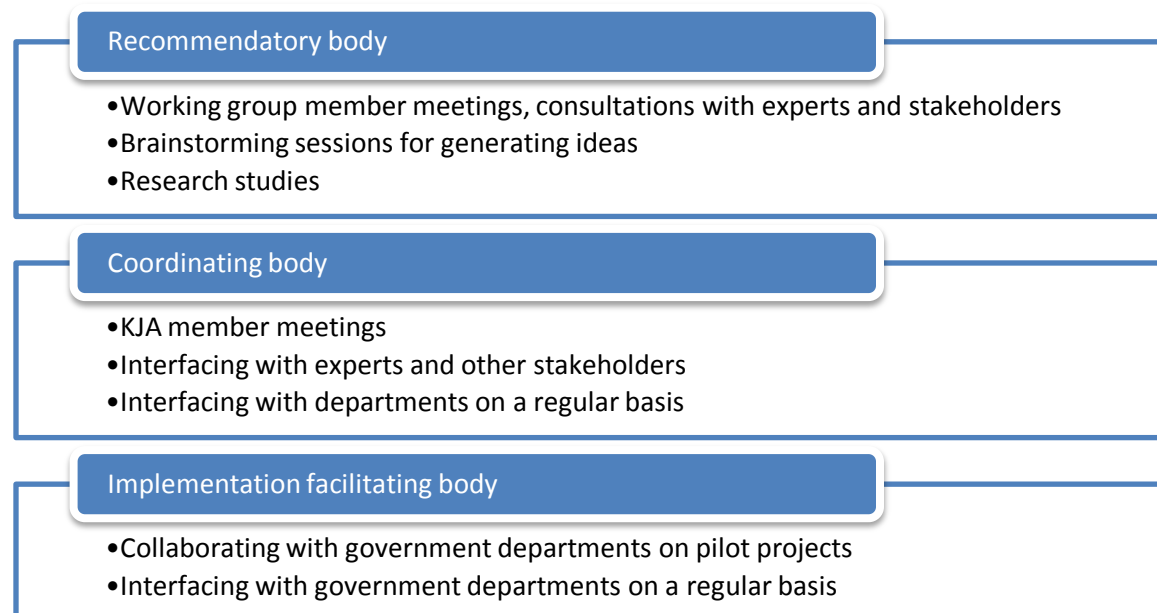 Recommendatory body
•Working group member meetings, consultations with experts and stakeholders
•Brainstorming sessions for generating ideas
•Research studies
Coordinating body
•KJA member meetings
•Interfacing with experts and other stakeholders
•Interfacing with departments on a regular basis
Implementation facilitating body
•Collaborating with government departments on pilot projects
•Interfacing with government departments on a regular basis